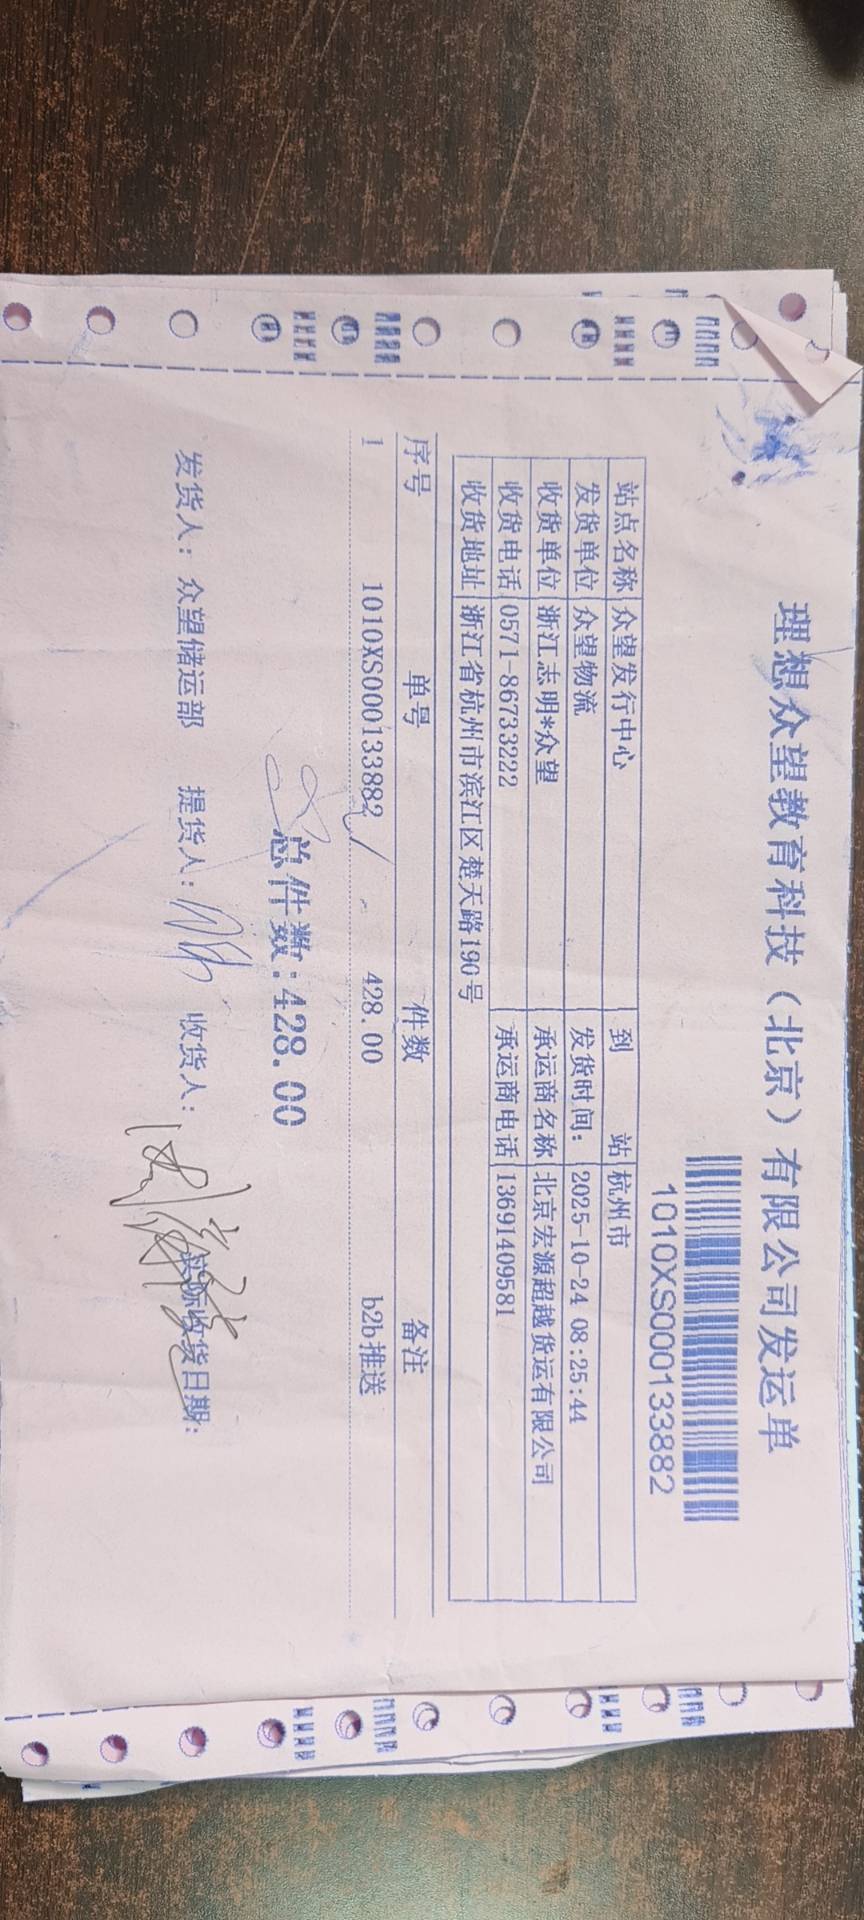 理想众望教育科技（北京）有限公司发运单
1010XS000133882
站点名称 众望发行中心 到 站 杭州市
发货单位 众望物流 发货时间: 2025-10-24 08:25:44
收货单位 浙江志明*众望 承运商名称 北京宏源超越货运有限公司
收货电话 0571-86733222 承运商电话 13691409581
收货地址 浙江省杭州市滨江区楚天路190号
序号 单号 件数 备注
1 1010XS000133882 428.00 b2b推送
总件数:428.00
发货人: 众望储运部 提货人: 收货人: 实际收货日期: